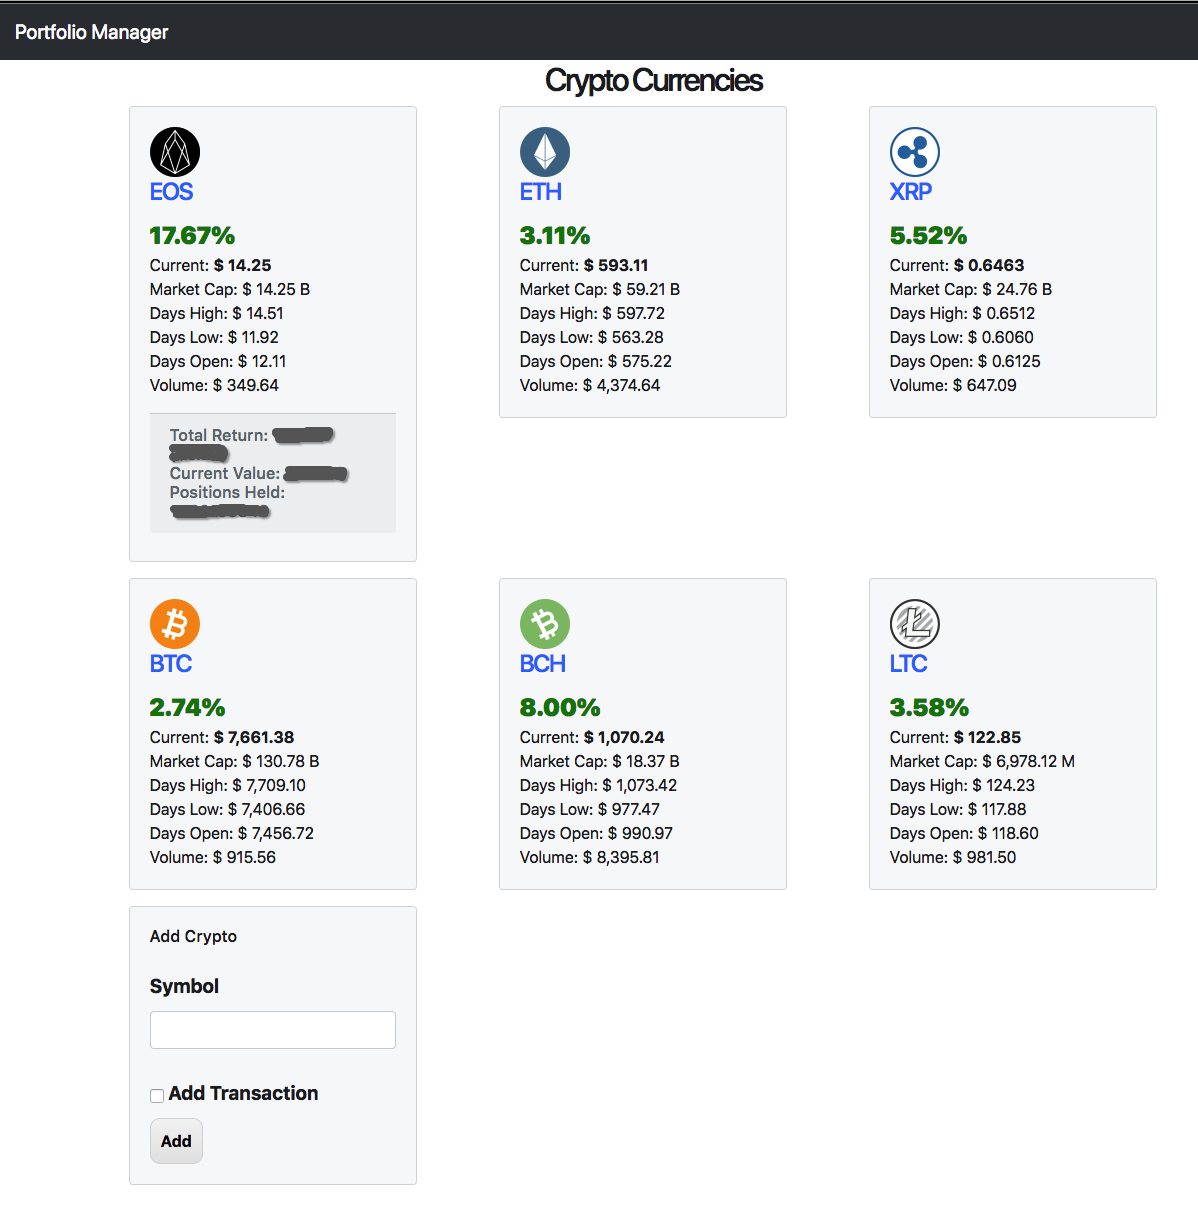 Portfolio Manager
Crypto Currencies
EOS
17.67%
Current: $ 14.25
Market Cap: $ 14.25 B
Days High: $ 14.51
Days Low: $ 11.92
Days Open: $ 12.11
Volume: $ 349.64
Total Return:
Current Value:
Positions Held:
ETH
3.11%
Current: $ 593.11
Market Cap: $ 59.21 B
Days High: $ 597.72
Days Low: $ 563.28
Days Open: $ 575.22
Volume: $ 4,374.64
XRP
5.52%
Current: $ 0.6463
Market Cap: $ 24.76 B
Days High: $ 0.6512
Days Low: $ 0.6060
Days Open: $ 0.6125
Volume: $ 647.09
BTC
2.74%
Current: $ 7,661.38
Market Cap: $ 130.78 B
Days High: $ 7,709.10
Days Low: $ 7,406.66
Days Open: $ 7,456.72
Volume: $ 915.56
BCH
8.00%
Current: $ 1,070.24
Market Cap: $ 18.37 B
Days High: $ 1,073.42
Days Low: $ 977.47
Days Open: $ 990.97
Volume: $ 8,395.81
LTC
3.58%
Current: $ 122.85
Market Cap: $ 6,978.12 M
Days High: $ 124.23
Days Low: $ 117.88
Days Open: $ 118.60
Volume: $ 981.50
Add Crypto
Symbol
Add Transaction
Add